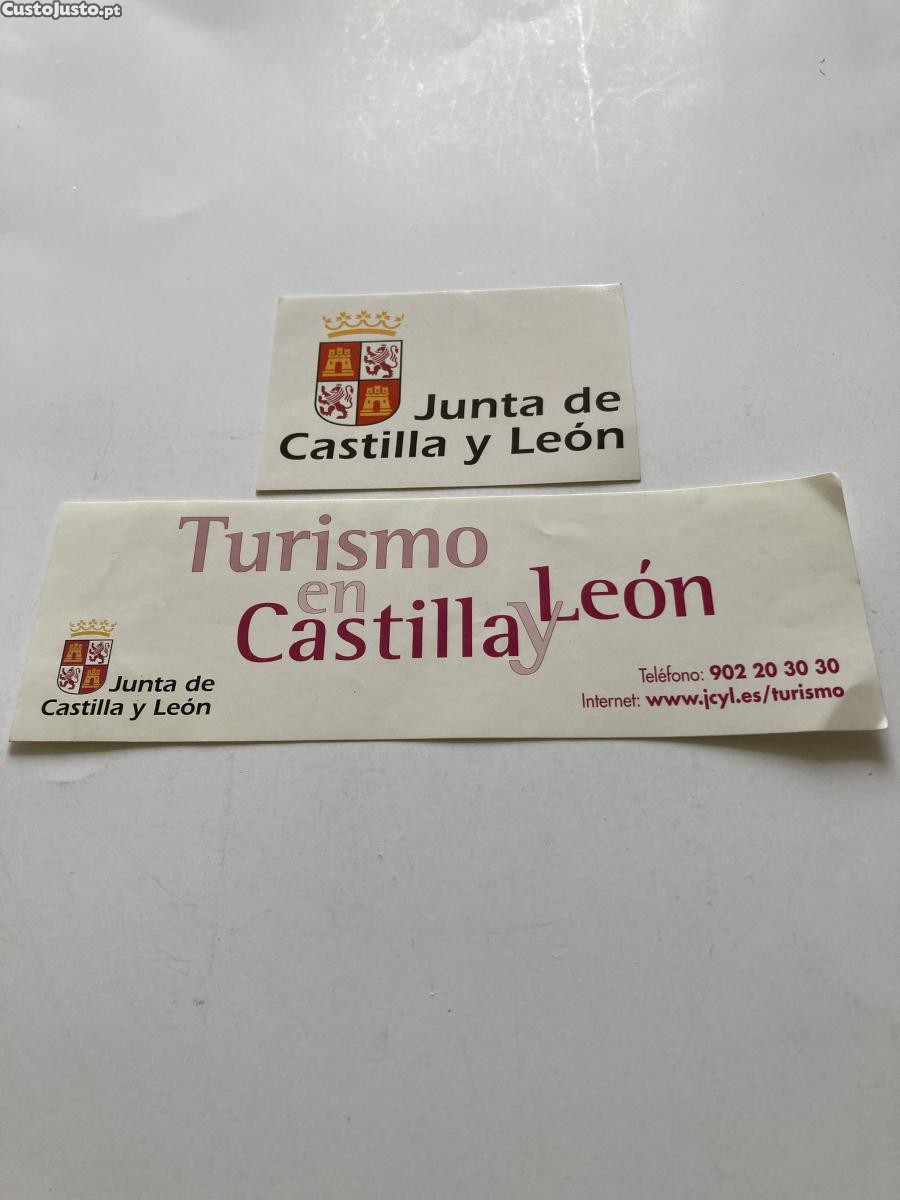 CustoJusto.pt
Junta de
Castilla y León
Turismo
en
Castilla y León
Junta de
Castilla y León
Teléfono: 902 20 30 30
Internet: www.jcyl.es/turismo